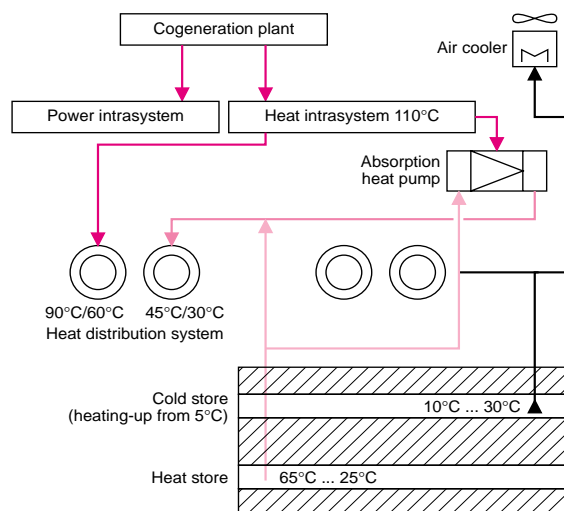 Cogeneration plant
Air cooler
Power intrasystem
Heat intrasystem 110°C
Absorption
heat pump
90°C/60°C
45°C/30°C
Heat distribution system
Cold store
(heating-up from 5°C)
10°C ... 30°C
Heat store
65°C ... 25°C